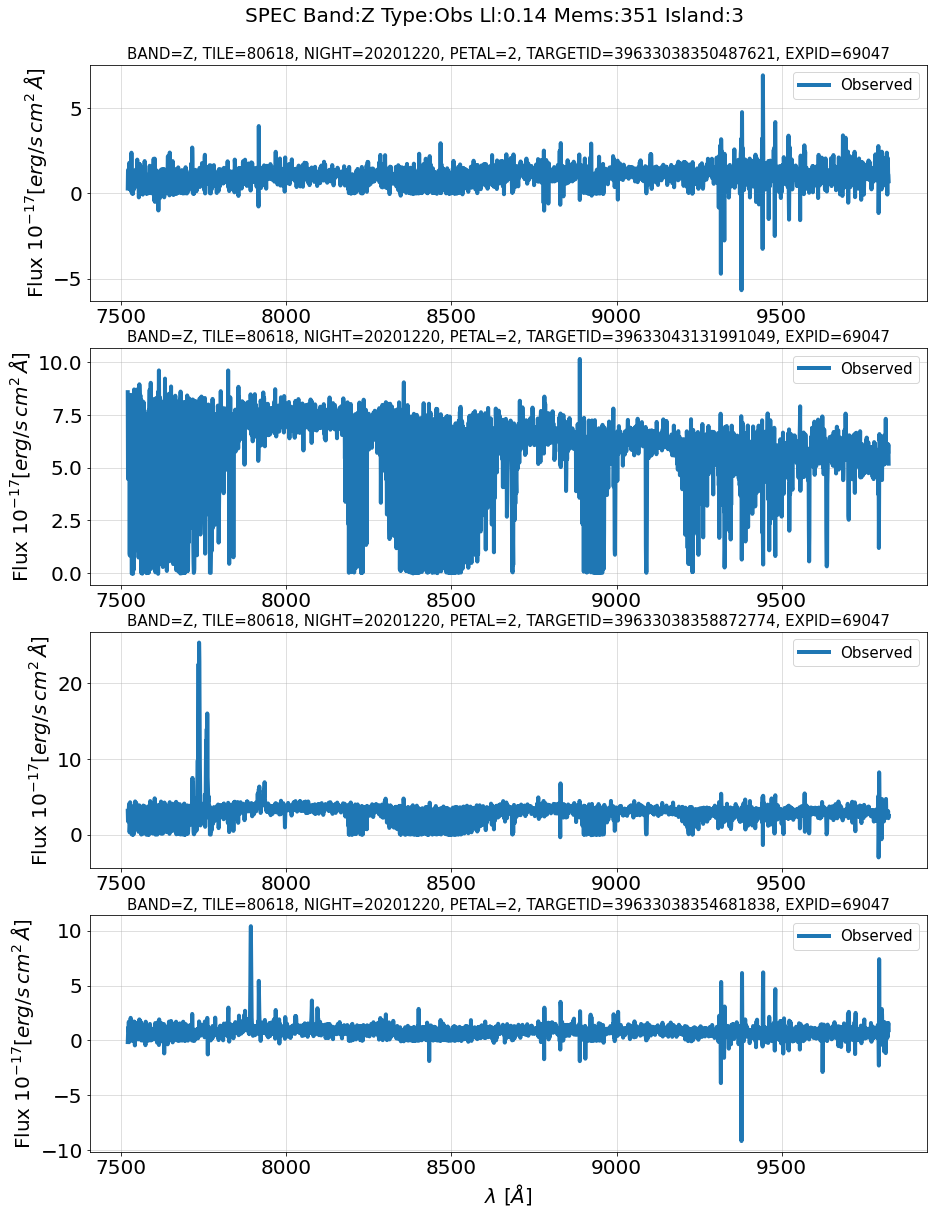 SPEC Band:Z Type:Obs Ll:0.14 Mems:351 Island:3
BAND=Z, TILE=80618, NIGHT=20201220, PETAL=2, TARGETID=39633038350487621, EXPID=69047
Observed
Flux 10^{-17}[erg/s cm^2 Å]
5
0
−5
7500 8000 8500 9000 9500
BAND=Z, TILE=80618, NIGHT=20201220, PETAL=2, TARGETID=39633043131991049, EXPID=69047
Observed
Flux 10^{-17}[erg/s cm^2 Å]
10.0
7.5
5.0
2.5
0.0
7500 8000 8500 9000 9500
BAND=Z, TILE=80618, NIGHT=20201220, PETAL=2, TARGETID=39633038358872774, EXPID=69047
Observed
Flux 10^{-17}[erg/s cm^2 Å]
20
10
0
7500 8000 8500 9000 9500
BAND=Z, TILE=80618, NIGHT=20201220, PETAL=2, TARGETID=39633038354681838, EXPID=69047
Observed
Flux 10^{-17}[erg/s cm^2 Å]
10
5
0
−5
−10
7500 8000 8500 9000 9500
λ [Å]